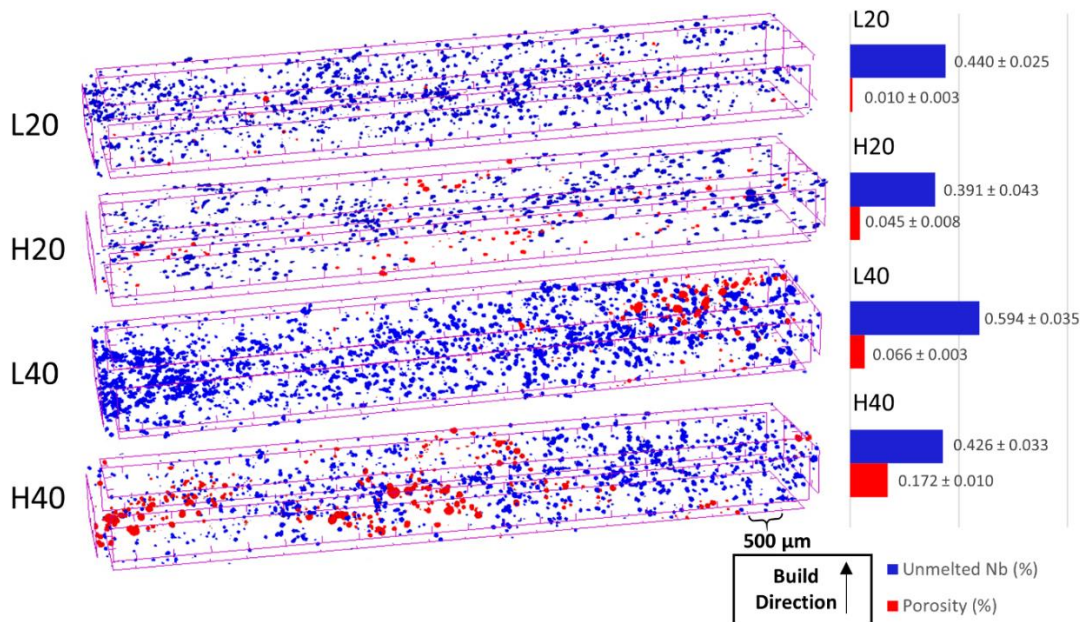 L20
H20
L40
H40
L20
0.440 ± 0.025
0.010 ± 0.003
H20
0.391 ± 0.043
0.045 ± 0.008
L40
0.594 ± 0.035
0.066 ± 0.003
H40
0.426 ± 0.033
0.172 ± 0.010
500 µm
Build
Direction
Unmelted Nb (%)
Porosity (%)